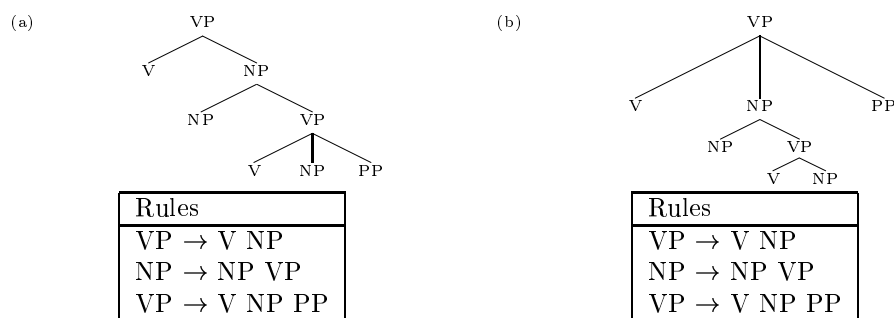 (a) (b)
VP VP
V NP
NP VP V NP PP
V NP PP NP VP
V NP
Rules Rules
VP → V NP VP → V NP
NP → NP VP NP → NP VP
VP → V NP PP VP → V NP PP